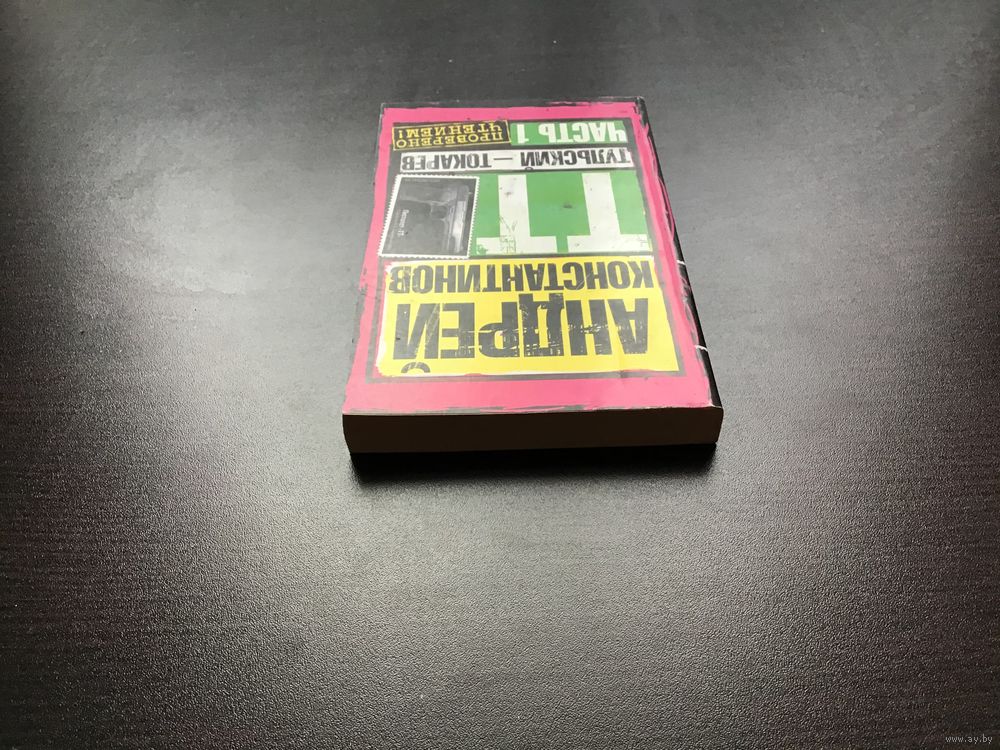 АНДРЕЙ
КОНСТАНТИНОВ
ТТ
ТУЛЬСКИЙ — ТОКАРЕВ
ЧАСТЬ 1
ПРОВЕРЕНО
ЧТЕНИЕМ!
www.ay.by